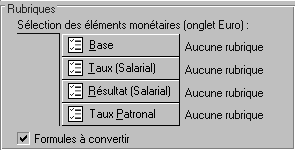 Rubriques
Sélection des éléments monétaires (onglet Euro) :
Base Aucune rubrique
Taux (Salarial) Aucune rubrique
Résultat (Salarial) Aucune rubrique
Taux Patronal Aucune rubrique
Formules à convertir